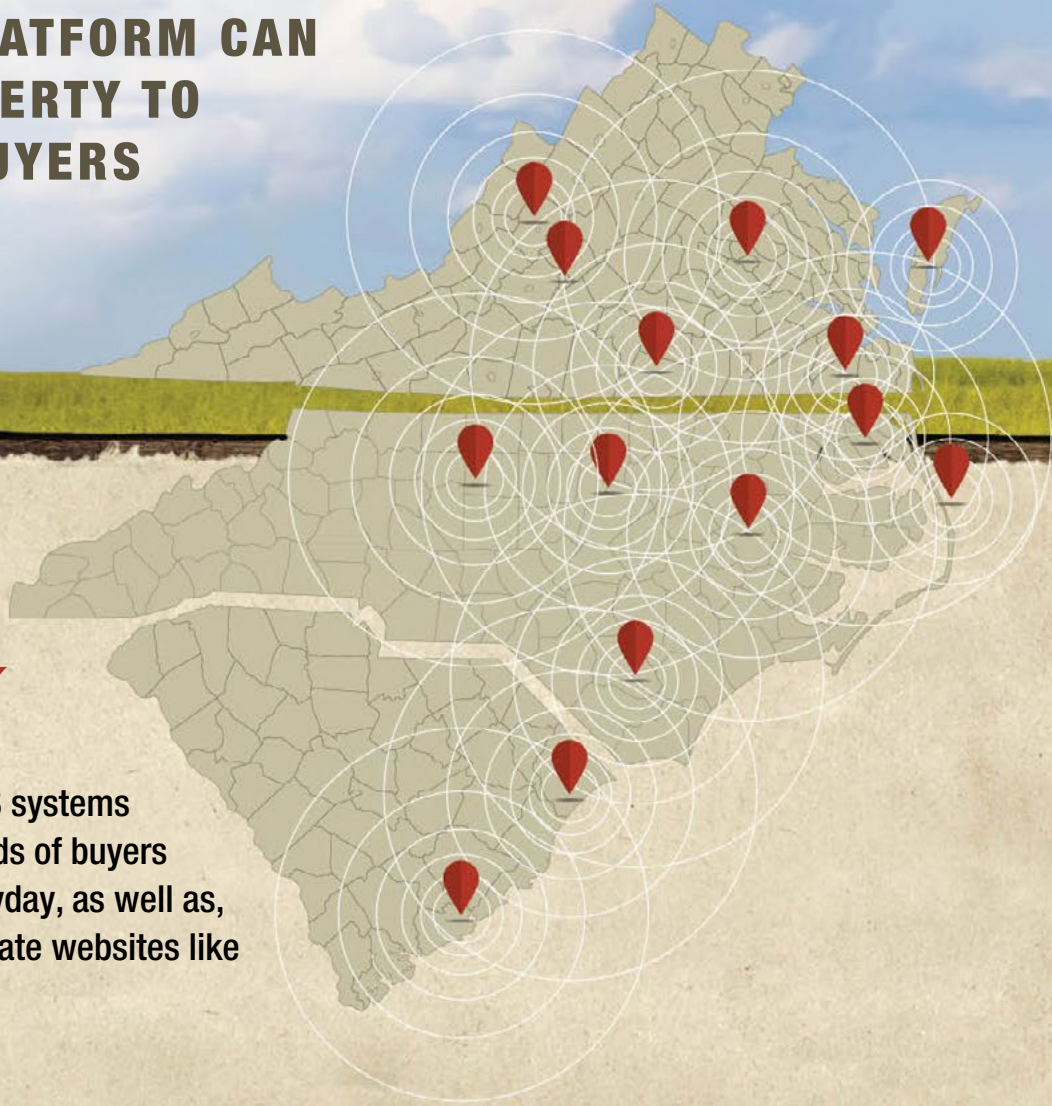 ATFORM CAN
ERTY TO
UYERS
systems
ds of buyers
yday, as well as,
ate websites like